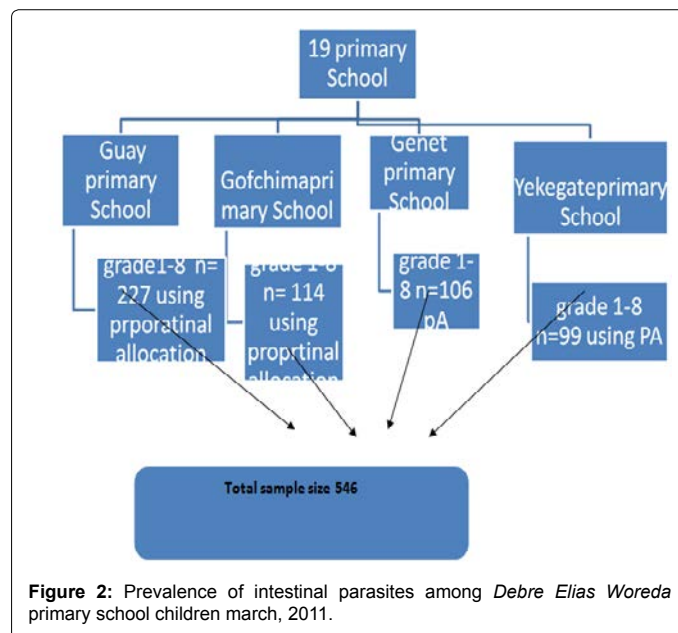 19 primary
School
Guay
primary
School
Gofchimapri
mary School
Genet
primary
School
Yekegateprimary
School
grade1-8 n=
227 using
prporatinal
allocation
grade 1-8
n= 114
using
proprtinal
allocation
grade 1-
8 n=106
pA
grade 1-8
n=99 using PA
Total sample size 546
Figure 2: Prevalence of intestinal parasites among Debre Elias Woreda
primary school children march, 2011.